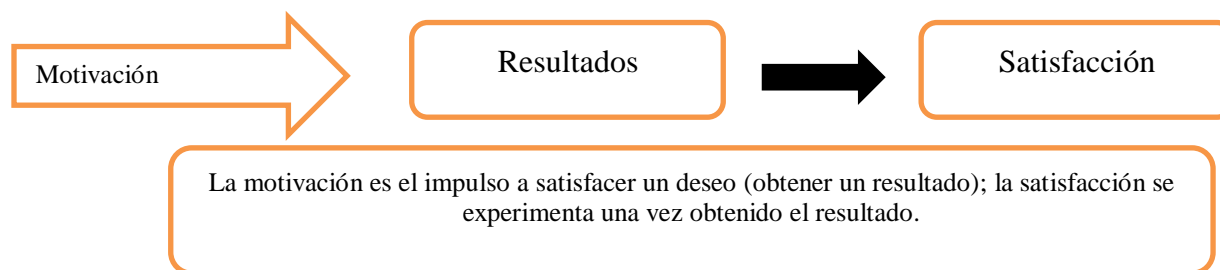 Motivación
Resultados
Satisfacción
La motivación es el impulso a satisfacer un deseo (obtener un resultado); la satisfacción se
experimenta una vez obtenido el resultado.